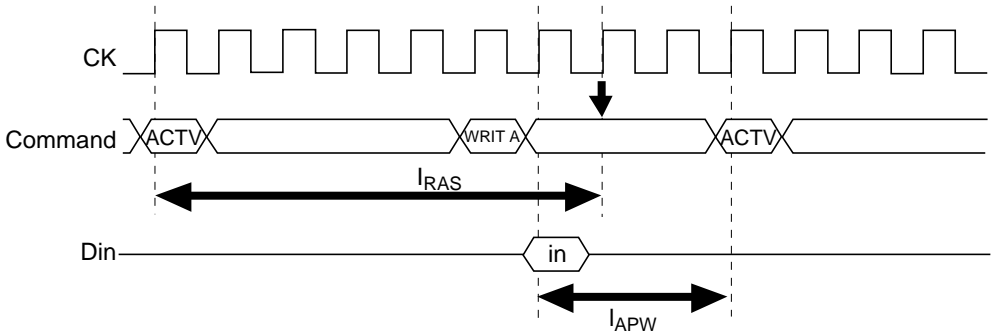 CK
Command ACTV WRIT A ACTV
IRAS
Din in
IAPW